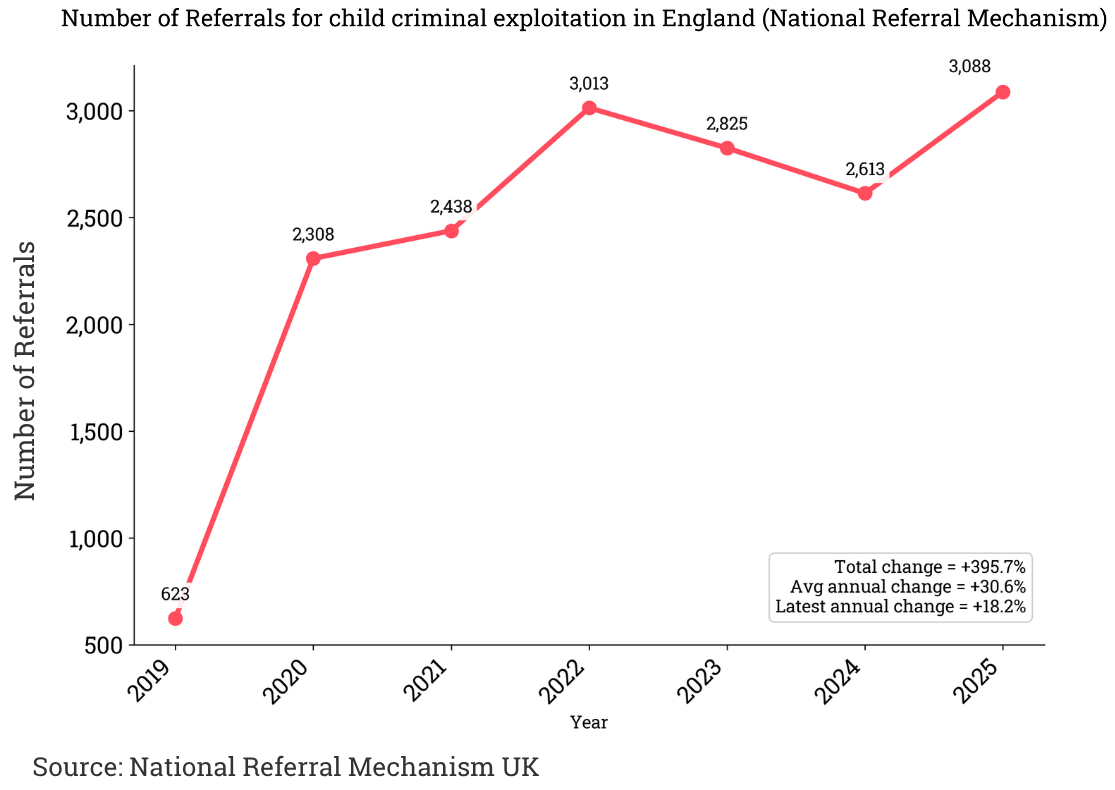 Number of Referrals for child criminal exploitation in England (National Referral Mechanism)
Number of Referrals
3,000
2,500
2,000
1,500
1,000
500
623
2,308
2,438
3,013
2,825
2,613
3,088
Total change = +395.7%
Avg annual change = +30.6%
Latest annual change = +18.2%
2019
2020
2021
2022
2023
2024
2025
Year
Source: National Referral Mechanism UK